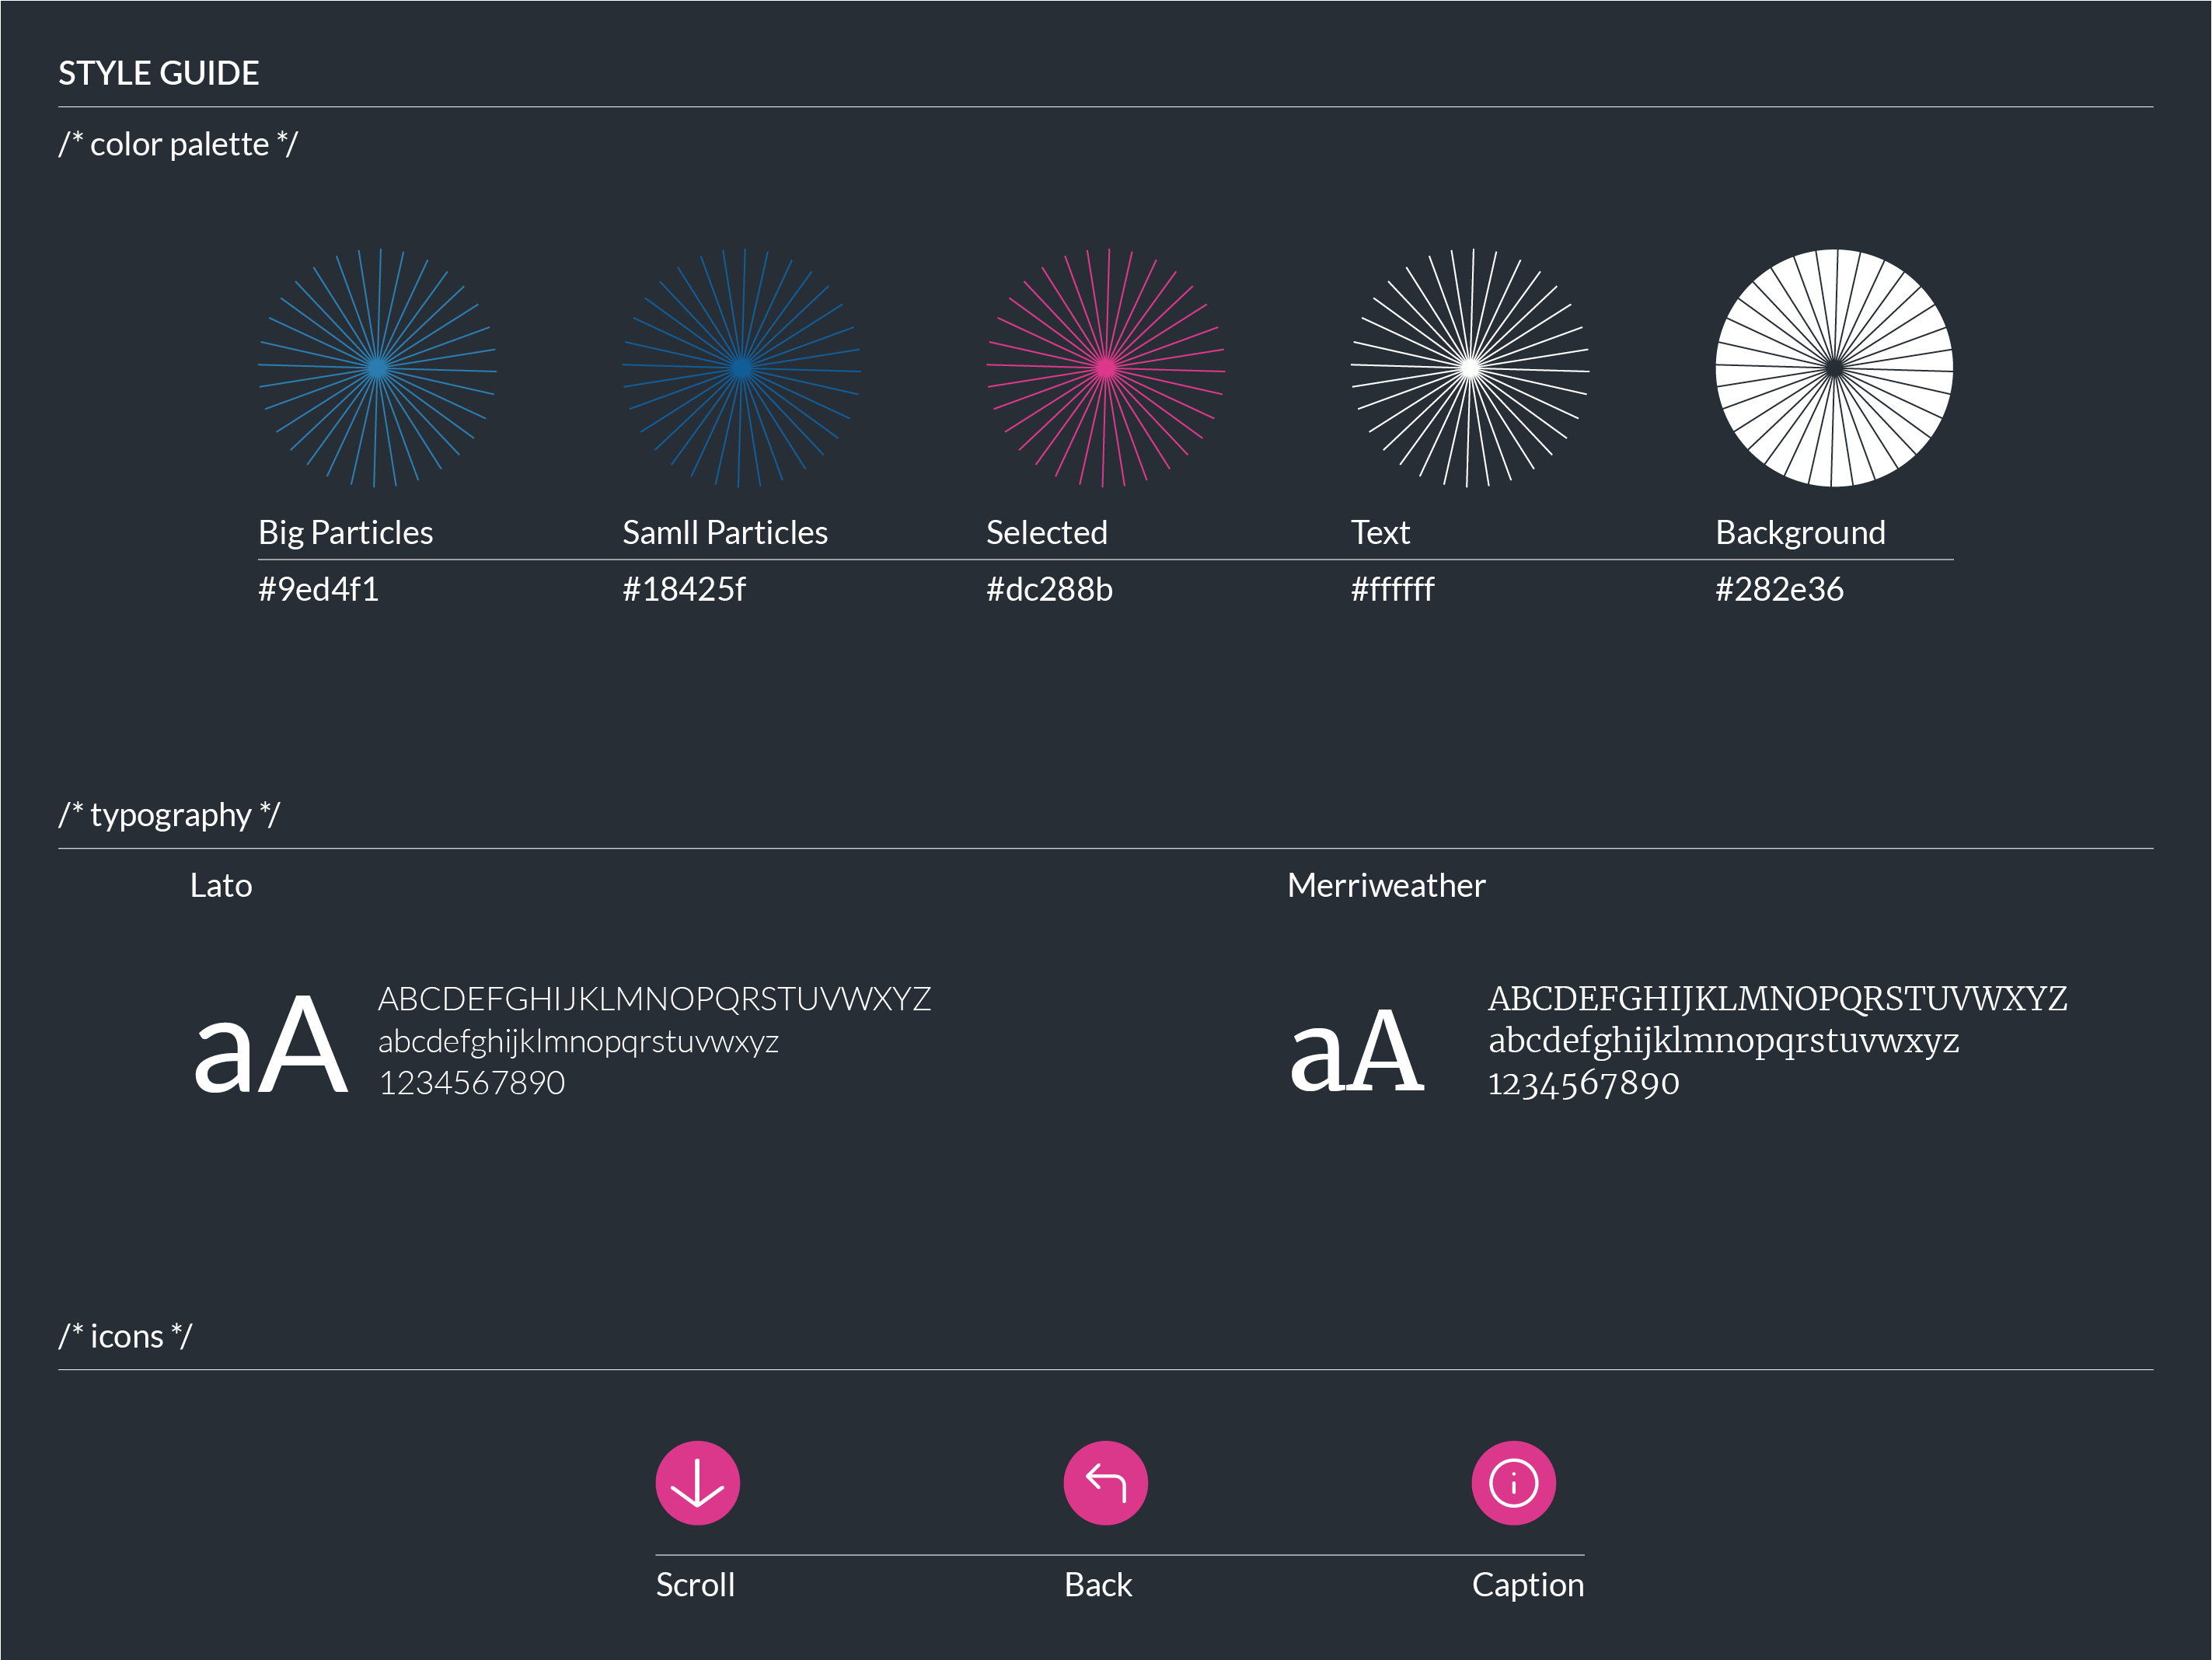 STYLE GUIDE
/* color palette */
Big Particles
Samll Particles
Selected
Text
Background
#9ed4f1
#18425f
#dc288b
#ffffff
#282e36
/* typography */
Lato
Merriweather
aA
ABCDEFGHIJKLMNOPQRSTUVWXYZ
abcdefghijklmnopqrstuvwxyz
1234567890
aA
ABCDEFGHIJKLMNOPQRSTUVWXYZ
abcdefghijklmnopqrstuvwxyz
1234567890
/* icons */
Scroll
Back
Caption